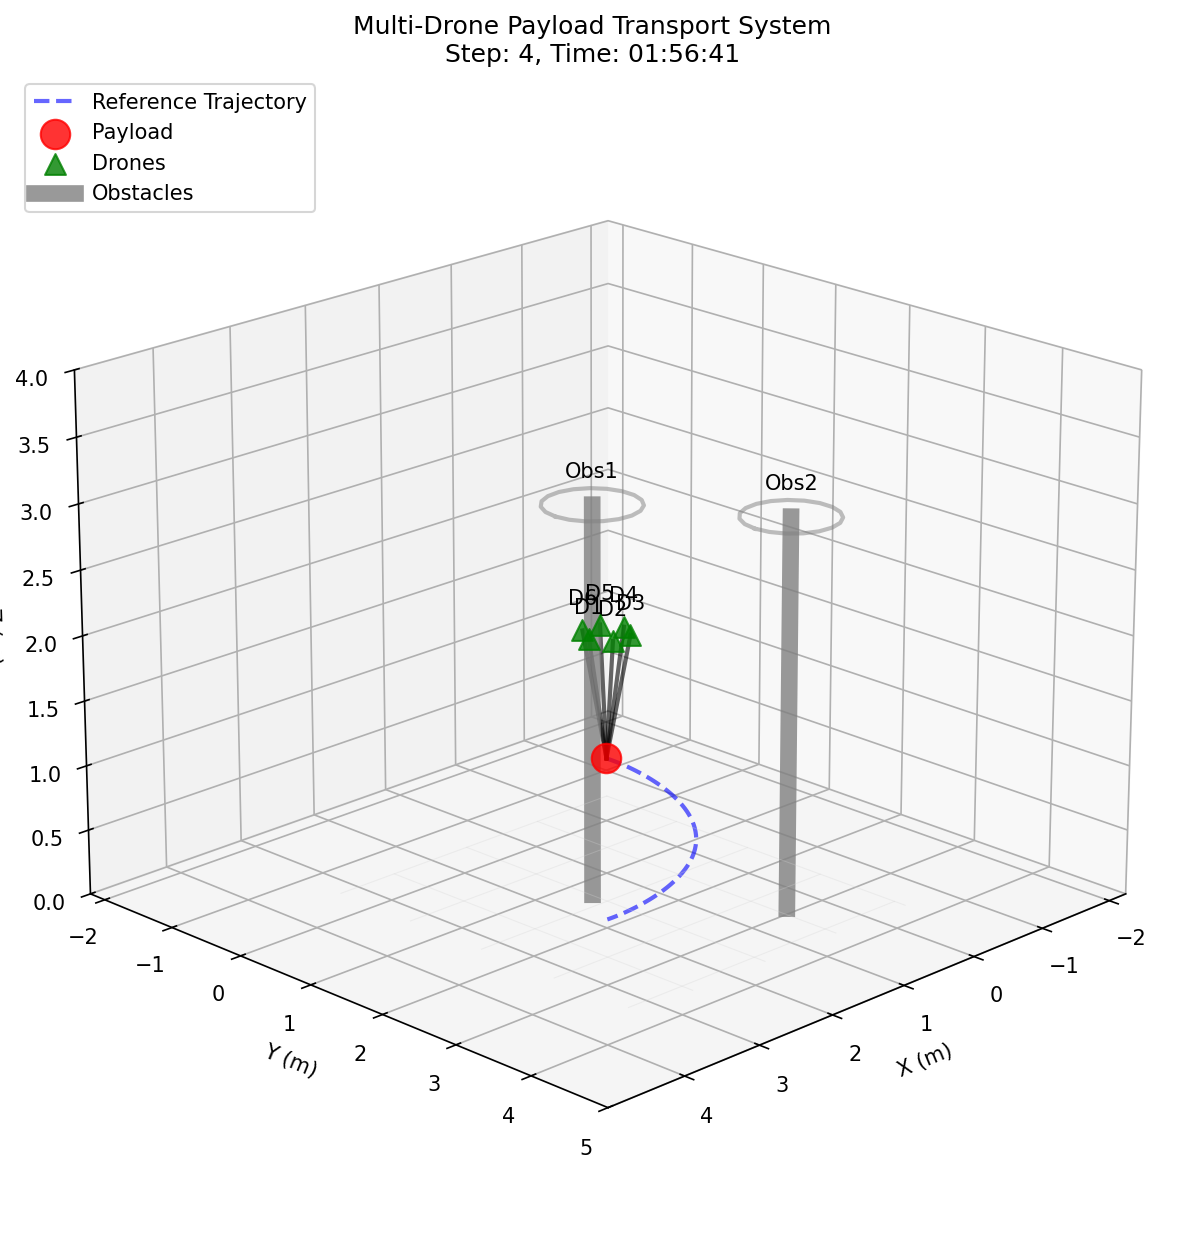 Multi-Drone Payload Transport System
Step: 4, Time: 01:56:41
Reference Trajectory
Payload
Drones
Obstacles
4.0
3.5
3.0
2.5
2.0
1.5
1.0
0.5
0.0
Obs1
Obs2
D5
D4
D6
D3
D1
D2
−2
−1
0
1
2
3
4
5
Y (m)
−2
−1
0
1
2
3
4
X (m)